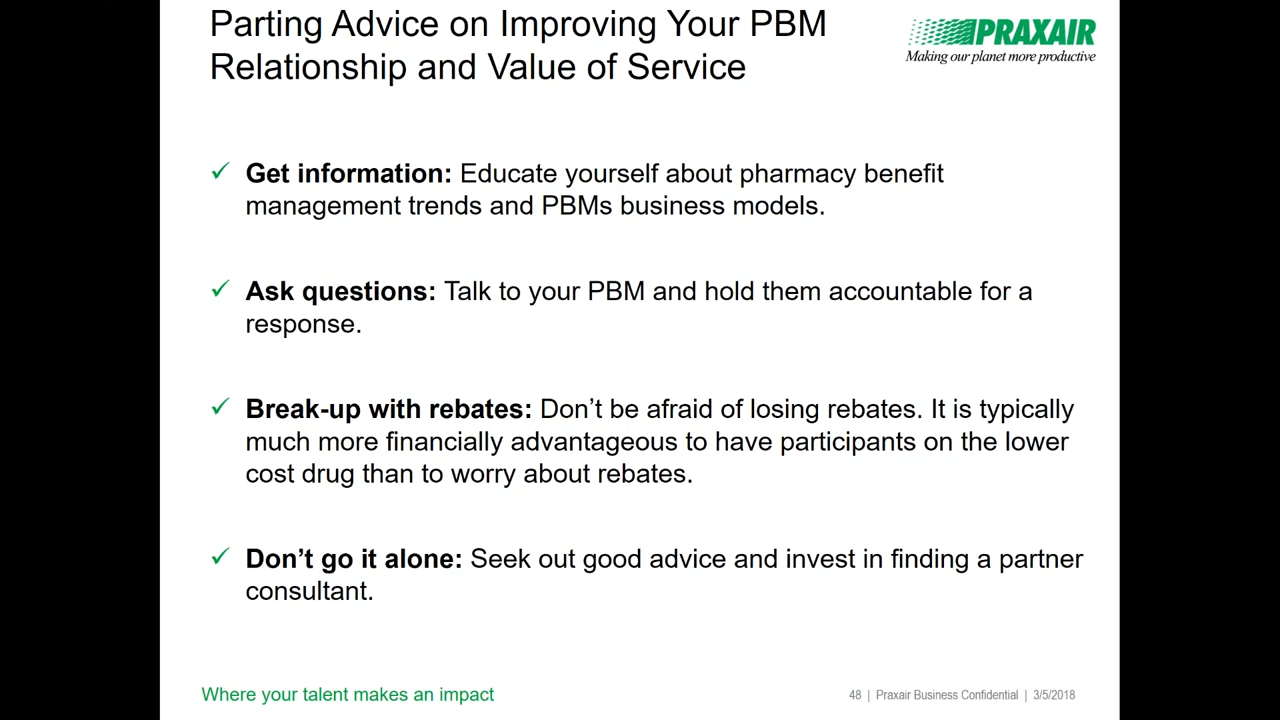 Parting Advice on Improving Your PBM
Relationship and Value of Service
PRAXAIR
Making our planet more productive
✓ Get information: Educate yourself about pharmacy benefit
management trends and PBMs business models.
✓ Ask questions: Talk to your PBM and hold them accountable for a
response.
✓ Break-up with rebates: Don’t be afraid of losing rebates. It is typically
much more financially advantageous to have participants on the lower
cost drug than to worry about rebates.
✓ Don’t go it alone: Seek out good advice and invest in finding a partner
consultant.
Where your talent makes an impact
48 | Praxair Business Confidential | 3/5/2018